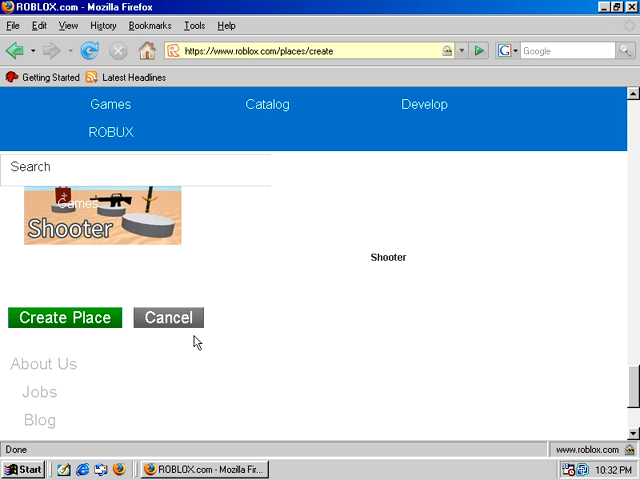 ROBLOX.com - Mozilla Firefox
File Edit View History Bookmarks Tools Help
https://www.roblox.com/places/create
G Google
Getting Started Latest Headlines
Games Catalog Develop
ROBUX
Search
Games
Shooter
Shooter
Create Place Cancel
About Us
Jobs
Blog
Done www.roblox.com
Start ROBLOX.com - Mozilla Fir... 10:32 PM